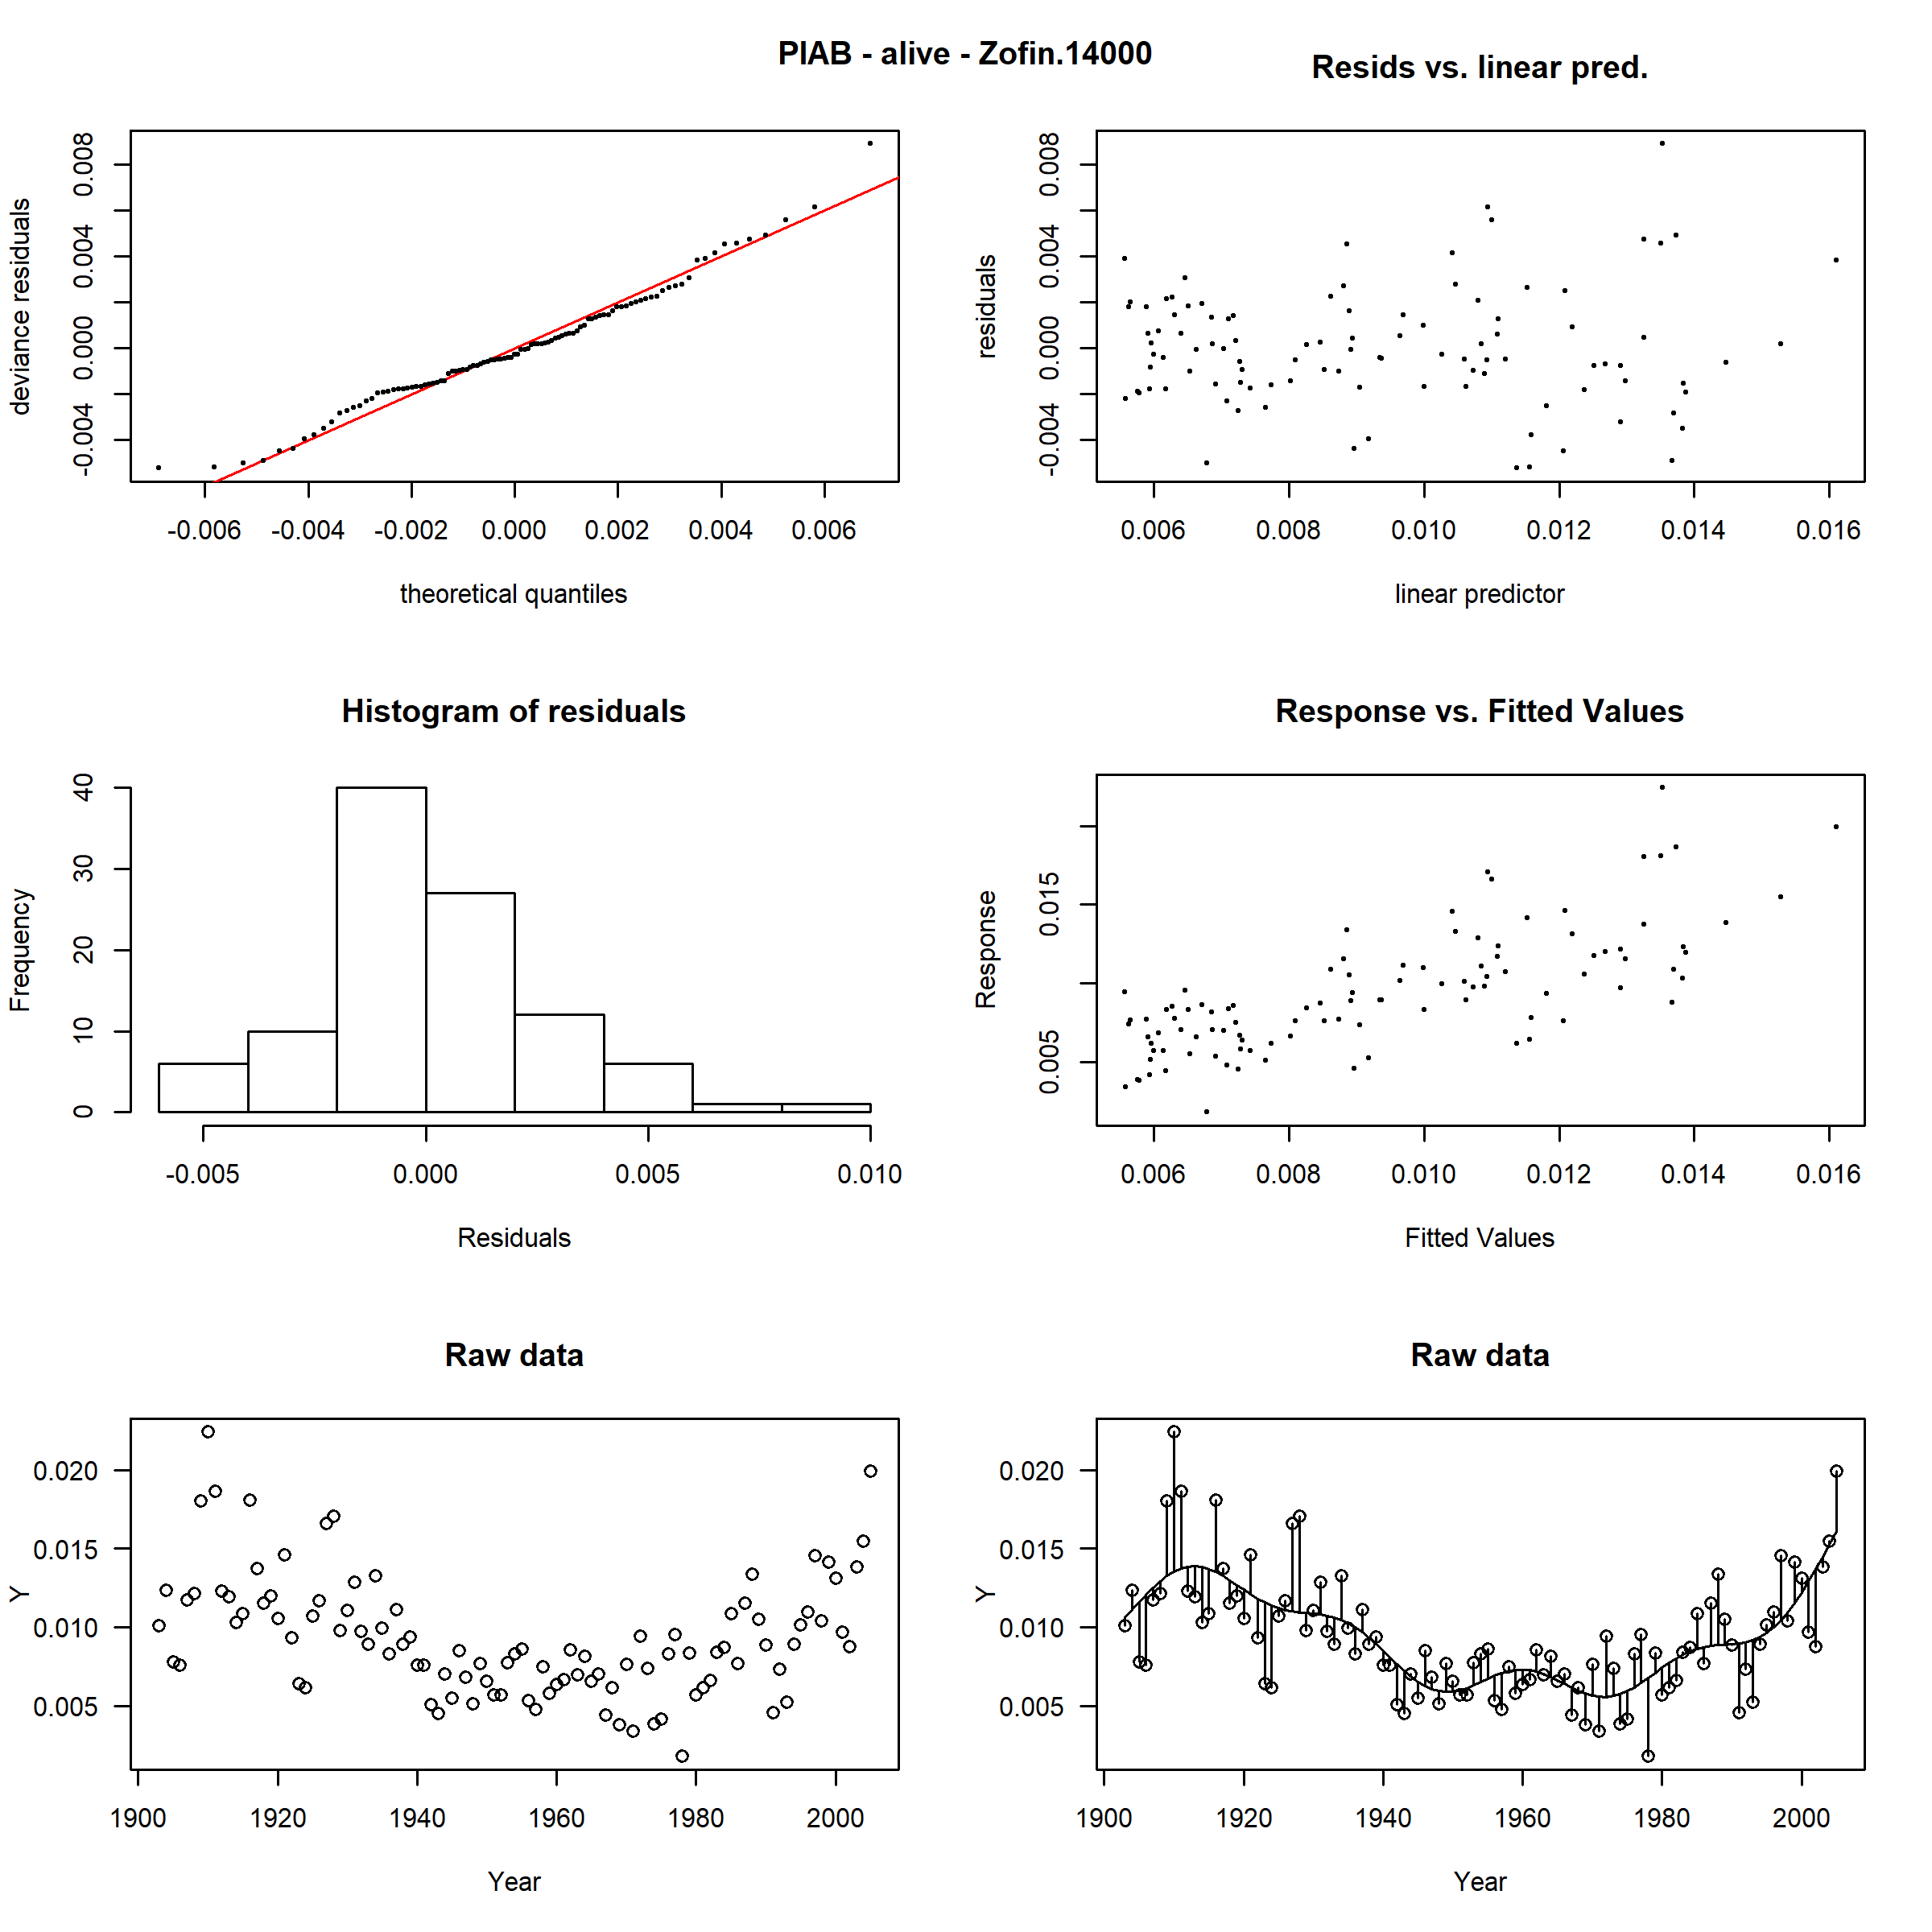 PIAB - alive - Zofin.14000
Resids vs. linear pred.
deviance residuals
-0.004 0.000 0.004 0.008
-0.006 -0.004 -0.002 0.000 0.002 0.004 0.006
theoretical quantiles
residuals
-0.004 0.000 0.004 0.008
0.006 0.008 0.010 0.012 0.014 0.016
linear predictor
Histogram of residuals
Frequency
0 10 20 30 40
-0.005 0.000 0.005 0.010
Residuals
Response vs. Fitted Values
Response
0.005 0.015
0.006 0.008 0.010 0.012 0.014 0.016
Fitted Values
Raw data
Y
0.020
0.015
0.010
0.005
1900 1920 1940 1960 1980 2000
Year
Raw data
Y
0.020
0.015
0.010
0.005
1900 1920 1940 1960 1980 2000
Year